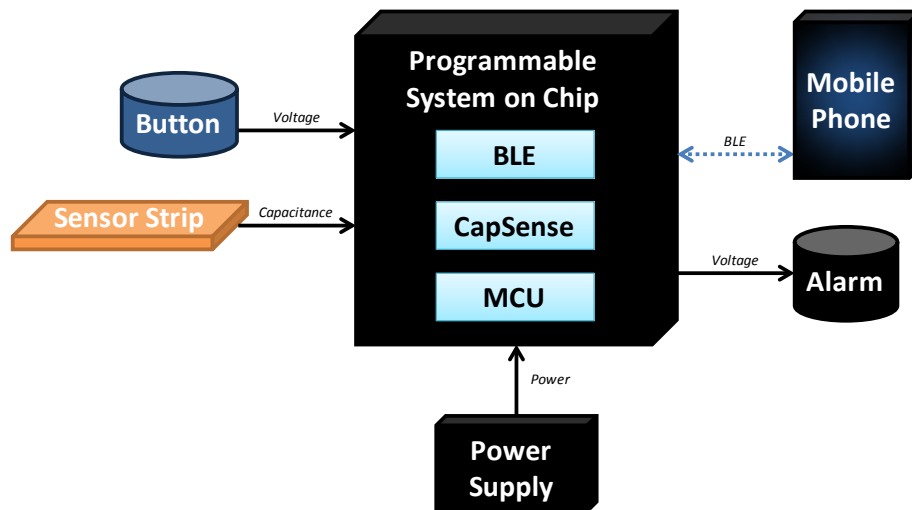 Programmable
System on Chip
BLE
CapSense
MCU
Button
Voltage
Sensor Strip
Capacitance
Mobile
Phone
BLE
Voltage
Alarm
Power
Power
Supply